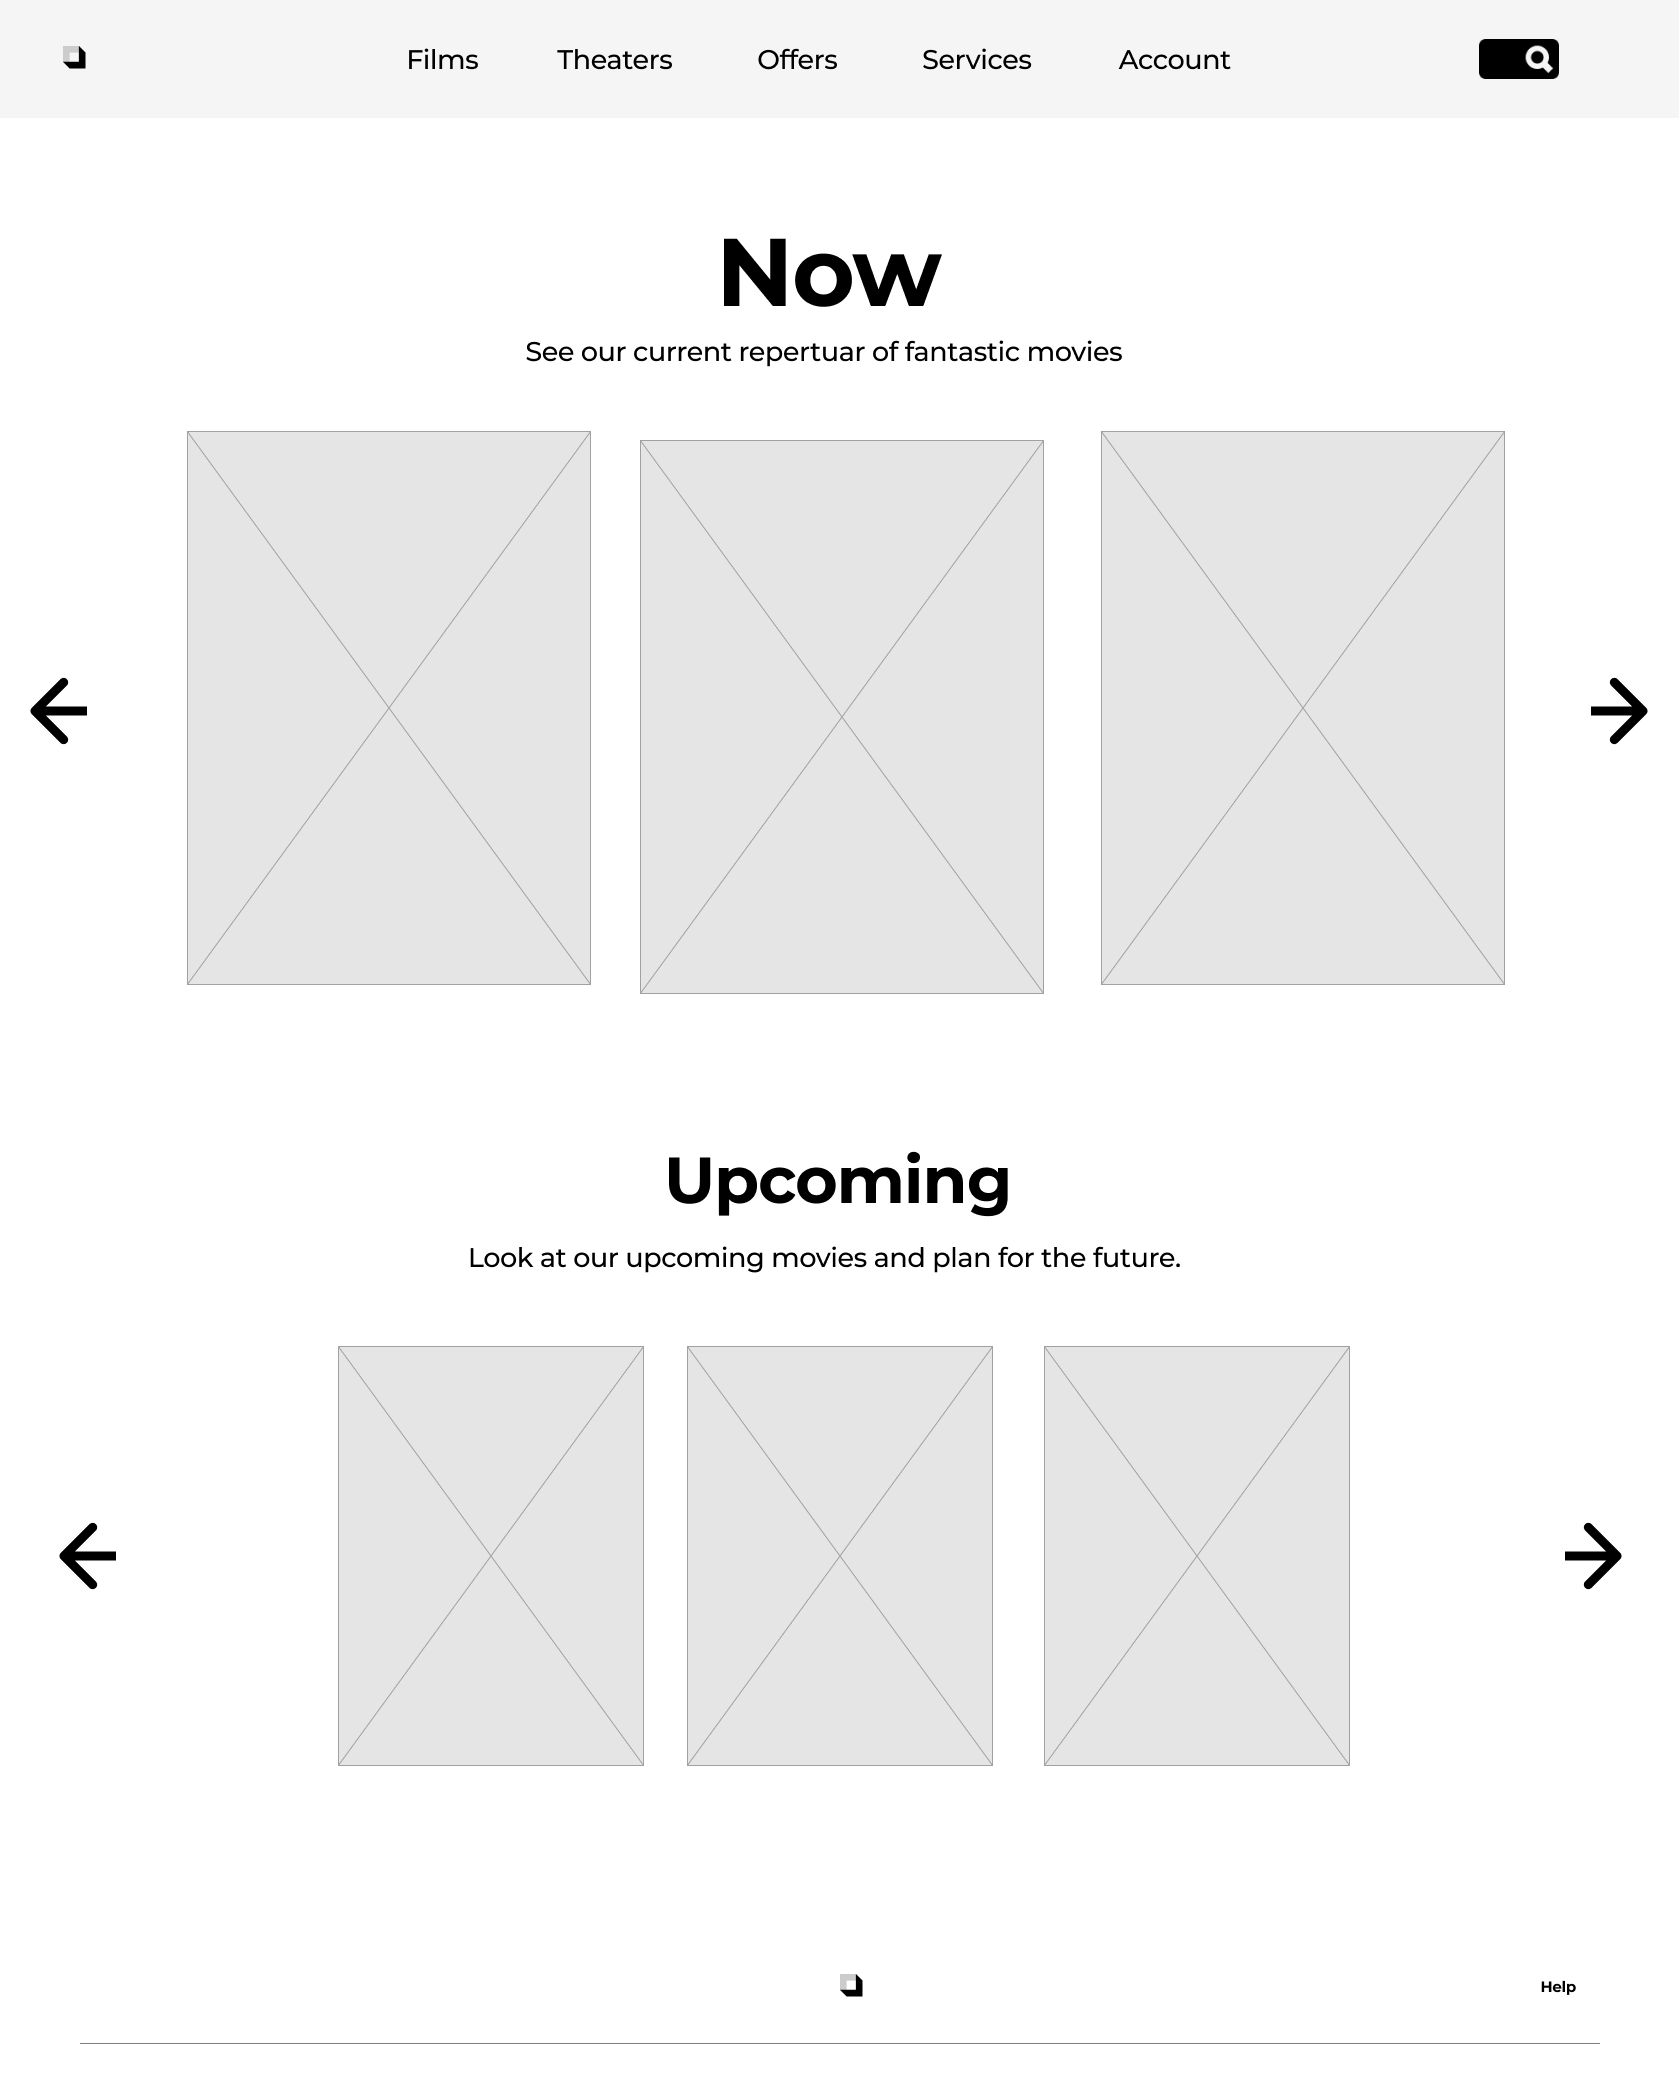 Films Theaters Offers Services Account
Now
See our current repertuar of fantastic movies
Upcoming
Look at our upcoming movies and plan for the future.
Help